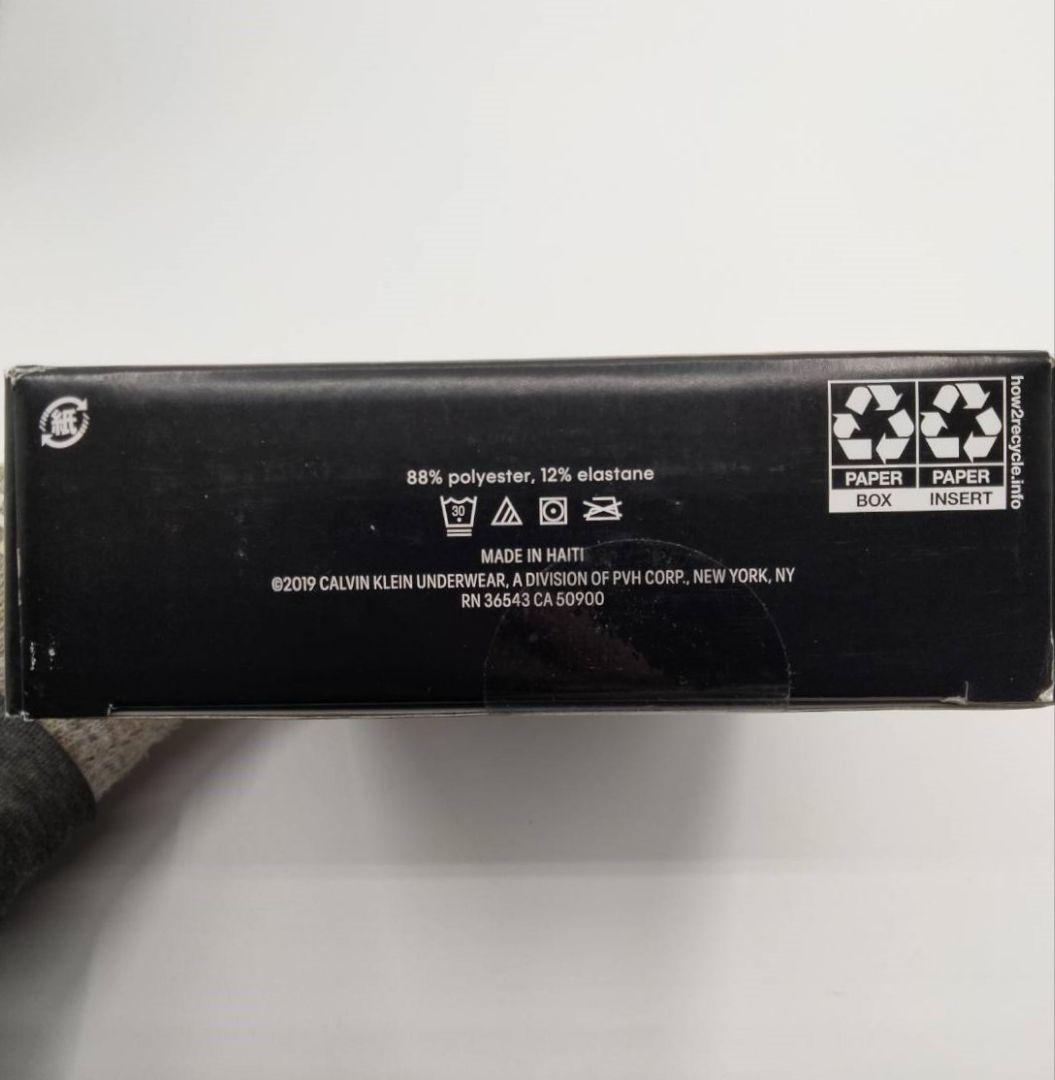 紙
PAPER PAPER
BOX INSERT
how2recycle.info
88% polyester, 12% elastane
30
MADE IN HAITI
©2019 CALVIN KLEIN UNDERWEAR, A DIVISION OF PVH CORP., NEW YORK, NY
RN 36543 CA 50900